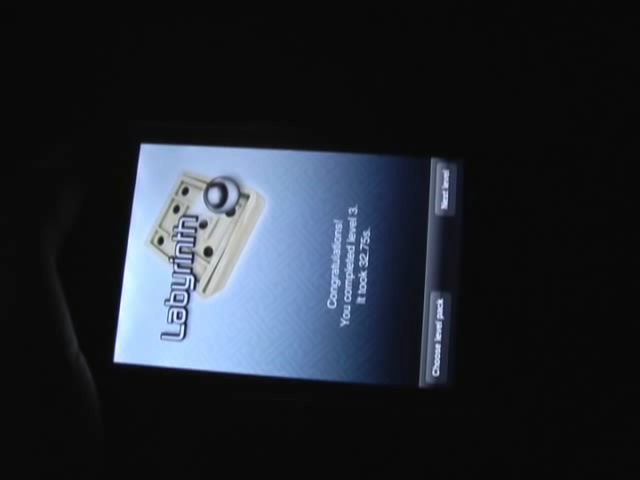 Labyrinth
Congratulations!
You completed level 3.
It took 32.75s.
Choose level pack
Next level